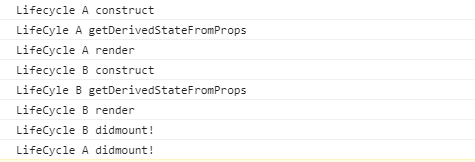 Lifecycle A construct
LifeCyle A getDerivedStateFromProps
LifeCycle A render
Lifecycle B construct
LifeCyle B getDerivedStateFromProps
LifeCycle B render
LifeCycle B didmount!
LifeCycle A didmount!